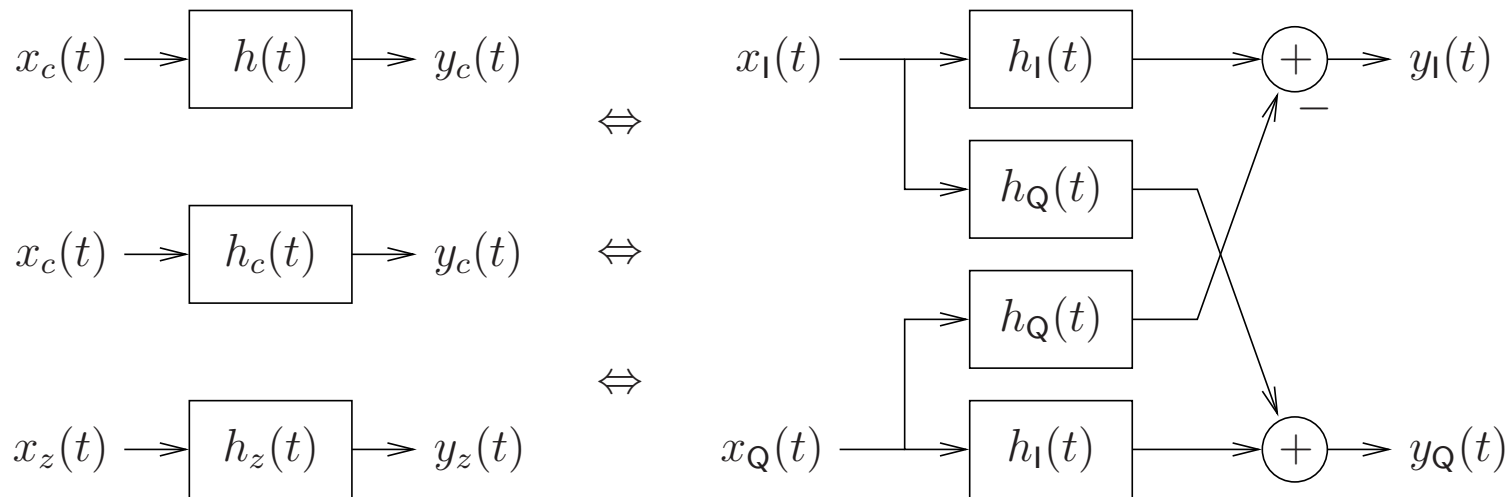 x_c(t) h(t) y_c(t)
⇔
x_c(t) h_c(t) y_c(t)
⇔
x_z(t) h_z(t) y_z(t)
⇔
x_I(t) h_I(t) + y_I(t)
−
h_Q(t)
h_Q(t)
x_Q(t) h_I(t) + y_Q(t)